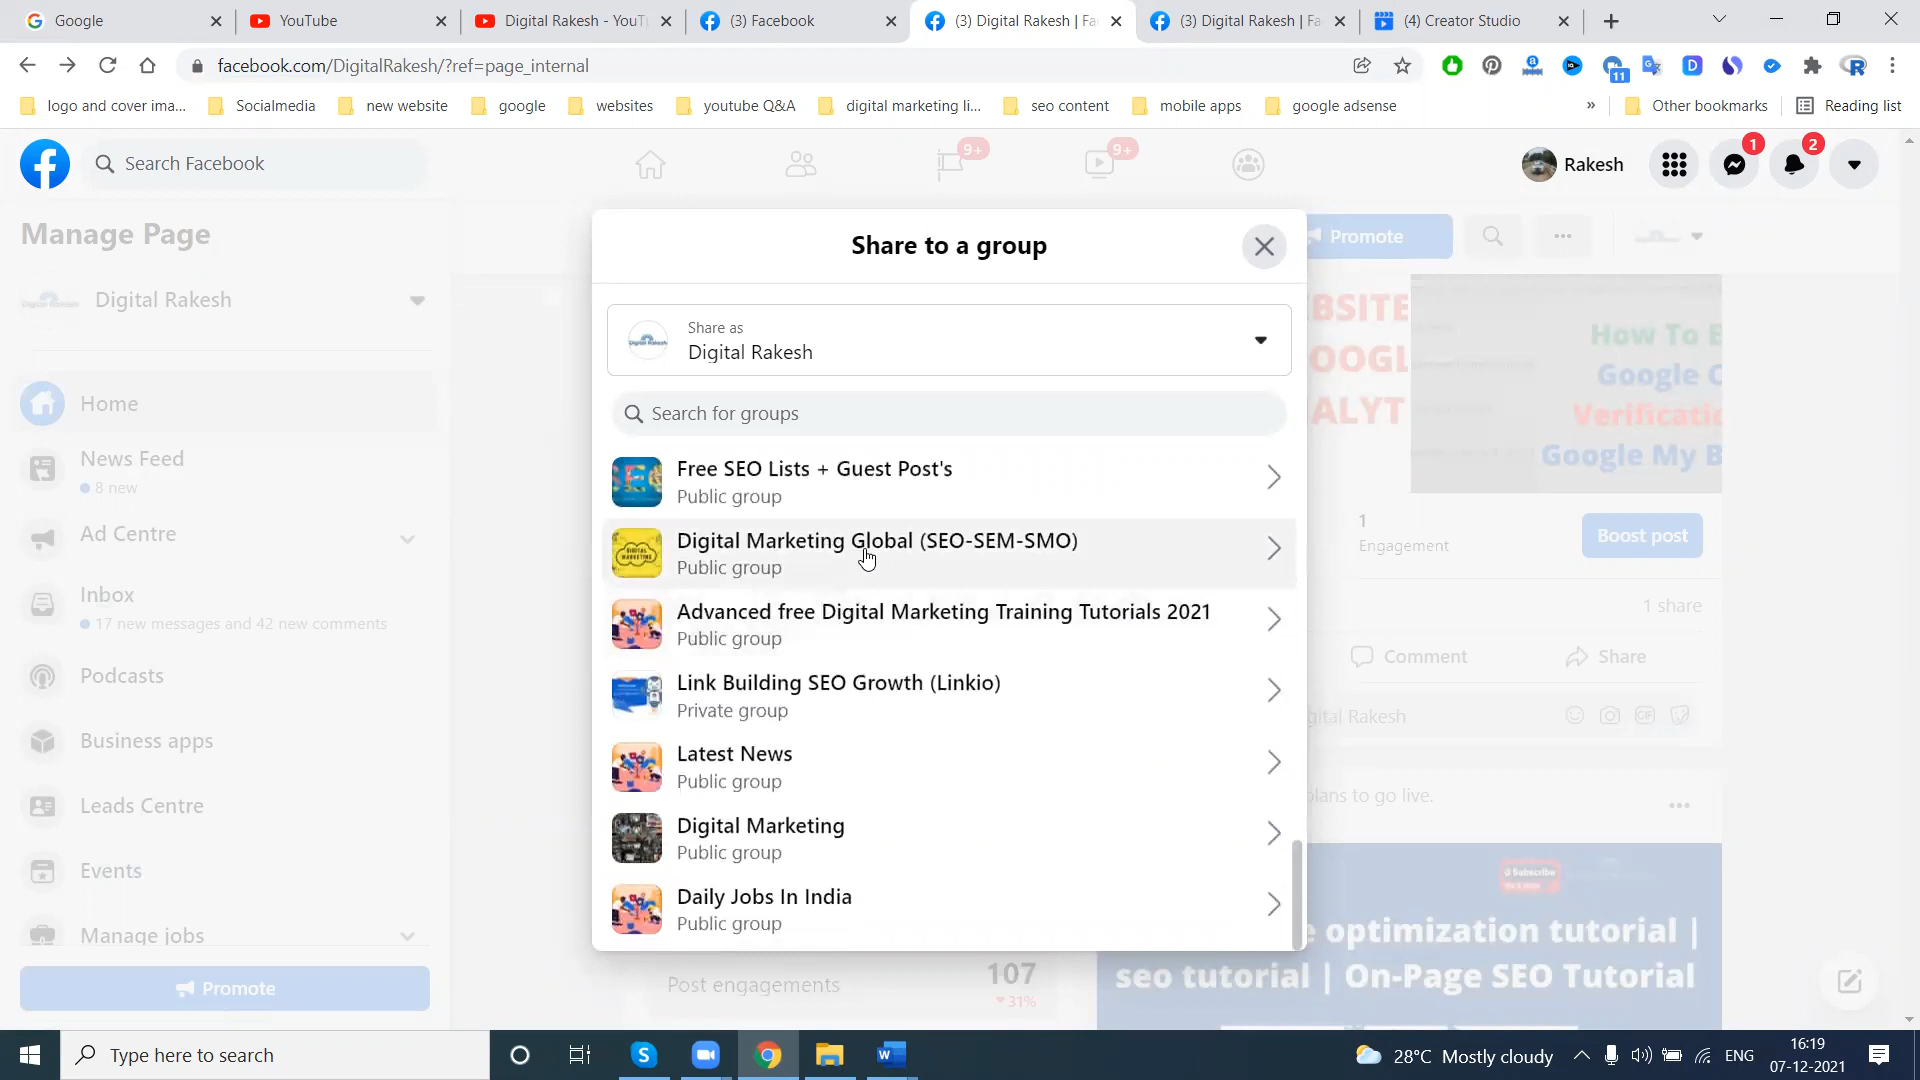 Google
YouTube
Digital Rakesh - YouT
(3) Facebook
(3) Digital Rakesh | Fa
(3) Digital Rakesh | Fa
(4) Creator Studio
facebook.com/DigitalRakesh/?ref=page_internal
11
logo and cover ima...
Socialmedia
new website
google
websites
youtube Q&A
digital marketing li...
seo content
mobile apps
google adsense
»
Other bookmarks
Reading list
Search Facebook
9+
9+
Rakesh
1
2
Manage Page
Promote
Digital Rakesh
Home
News Feed
8 new
Ad Centre
Inbox
17 new messages and 42 new comments
Podcasts
Business apps
Leads Centre
Events
Manage jobs
Promote
Share to a group
Share as
Digital Rakesh
Search for groups
Free SEO Lists + Guest Post's
Public group
Digital Marketing Global (SEO-SEM-SMO)
Public group
Advanced free Digital Marketing Training Tutorials 2021
Public group
Link Building SEO Growth (Linkio)
Private group
Latest News
Public group
Digital Marketing
Public group
Daily Jobs In India
Public group
Post engagements
107
31%
BSITE
OOGL
ALYT
How To E
Google C
Verificatio
Google My B
1
Engagement
Boost post
1 share
Comment
Share
gital Rakesh
GIF
plans to go live.
Subscribe
e optimization tutorial |
seo tutorial | On-Page SEO Tutorial
Type here to search
28°C Mostly cloudy
ENG
16:19
07-12-2021